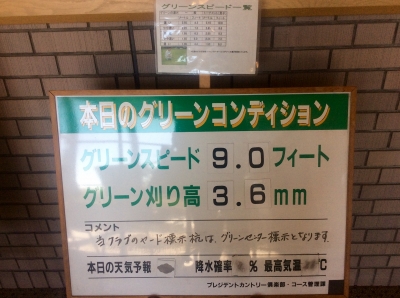 グリーンスピード一覧
本日のグリーンコンディション
グリーンスピード 9.0 フィート
グリーン刈り高 3.6 mm
コメント
当クラブのヤード標示杭は、グリーンセンター標示となります
本日の天気予報 降水確率 % 最高気温 ℃
プレジデントカントリー倶楽部・コース管理課